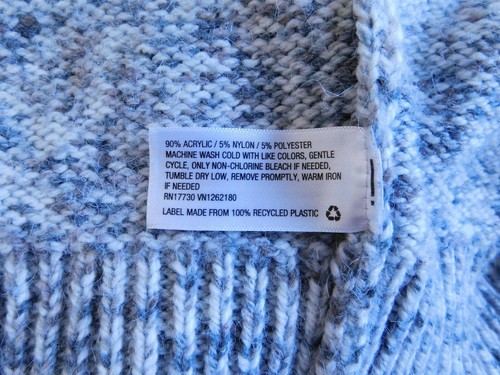 90% ACRYLIC / 5% NYLON / 5% POLYESTER
MACHINE WASH COLD WITH LIKE COLORS, GENTLE
CYCLE, ONLY NON-CHLORINE BLEACH IF NEEDED,
TUMBLE DRY LOW, REMOVE PROMPTLY, WARM IRON
IF NEEDED
RN17730 VN1262180
LABEL MADE FROM 100% RECYCLED PLASTIC